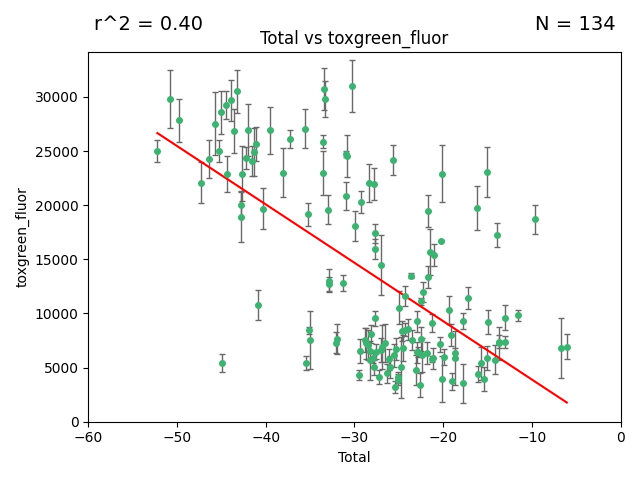 r^2 = 0.40
N = 134
Total vs toxgreen_fluor
toxgreen_fluor
30000
25000
20000
15000
10000
5000
0
−60
−50
−40
−30
−20
−10
0
Total